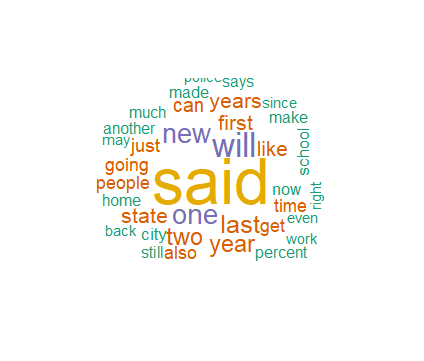 police says
made
can years since
much first make
another new will
may just like school
going said
people now right
home time
state one last get even
back city two year work
still also percent